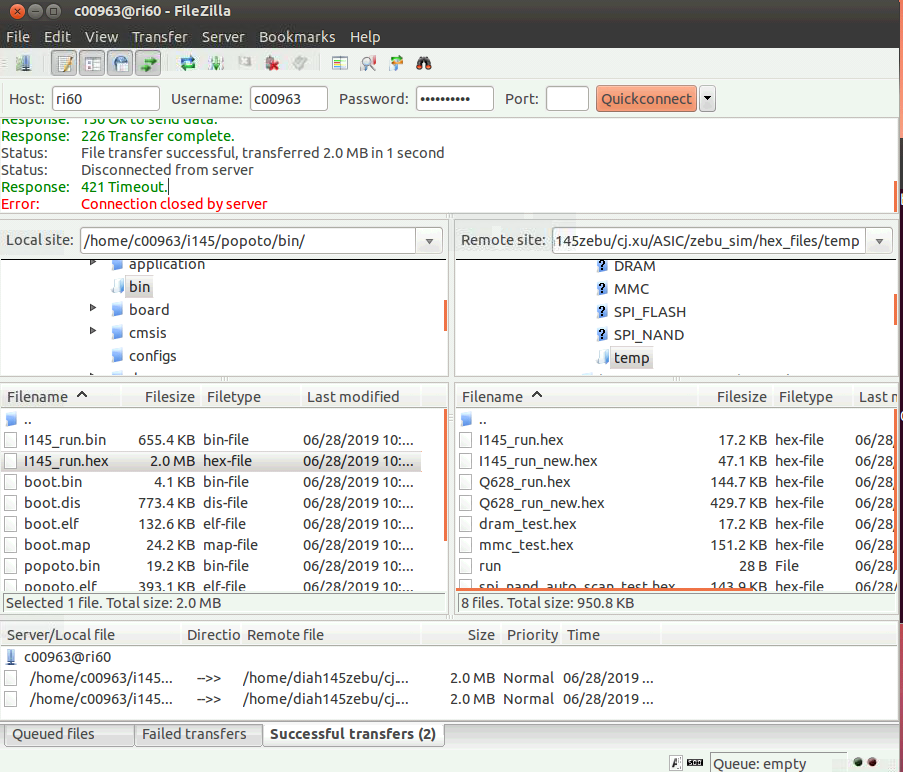 c00963@ri60 - FileZilla
File Edit View Transfer Server Bookmarks Help
Host: ri60 Username: c00963 Password: •••••••••• Port: Quickconnect
Response: 150 Ok to send data.
Response: 226 Transfer complete.
Status: File transfer successful, transferred 2.0 MB in 1 second
Status: Disconnected from server
Response: 421 Timeout.
Error: Connection closed by server
Local site: /home/c00963/i145/popoto/bin/
application
bin
board
cmsis
configs
Remote site: 145zebu/cj.xu/ASIC/zebu_sim/hex_files/temp
DRAM
MMC
SPI_FLASH
SPI_NAND
temp
Filename Filesize Filetype Last modified
..
I145_run.bin 655.4 KB bin-file 06/28/2019 10:...
I145_run.hex 2.0 MB hex-file 06/28/2019 10:...
boot.bin 4.1 KB bin-file 06/28/2019 10:...
boot.dis 773.4 KB dis-file 06/28/2019 10:...
boot.elf 132.6 KB elf-file 06/28/2019 10:...
boot.map 24.2 KB map-file 06/28/2019 10:...
popoto.bin 19.2 KB bin-file 06/28/2019 10:...
popoto.elf 393.1 KB elf-file 06/28/2019 10:...
Selected 1 file. Total size: 2.0 MB
Filename Filesize Filetype Last m
..
I145_run.hex 17.2 KB hex-file 06/28/
I145_run_new.hex 47.1 KB hex-file 06/28/
Q628_run.hex 144.7 KB hex-file 06/28/
Q628_run_new.hex 429.7 KB hex-file 06/28/
dram_test.hex 17.2 KB hex-file 06/28/
mmc_test.hex 151.2 KB hex-file 06/28/
run 28 B File 06/28/
spi_nand_auto_scan_test.hex 143.9 KB hex-file 06/28/
8 files. Total size: 950.8 KB
Server/Local file Directio Remote file Size Priority Time
c00963@ri60
/home/c00963/i145... -->> /home/diah145zebu/cj.... 2.0 MB Normal 06/28/2019 ...
/home/c00963/i145... -->> /home/diah145zebu/cj.... 2.0 MB Normal 06/28/2019 ...
Queued files Failed transfers Successful transfers (2)
Queue: empty